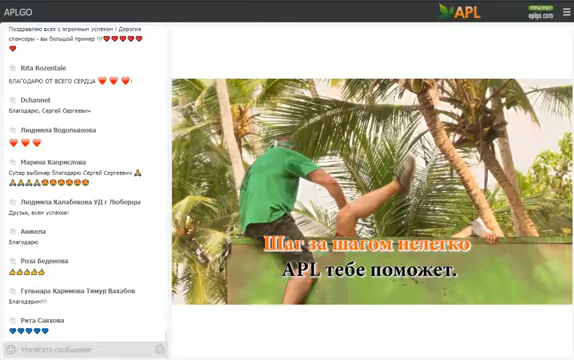 APLGO
APL
aplgo.com
Поздравляю всех с огромным успехом ! Дорогие
спонсоры - вы большой пример !!!
Rita Rozentale
БЛАГОДАРЮ ОТ ВСЕГО СЕРДЦА !
Dchannet
Благодарю, Сергей Сергеевич
Людмила Водопьянова
Марина Каприслова
Супер выбинар благодарю Сергей Сергеевич
Людмила Калабекова УД г Люберцы
Друзья, всем успехов!
Анжела
Благодарю
Роза Беденова
Гульнара Каримова Тимур Вахабов
Благодарим!!!
Рита Саяхова
Написать сообщение
Шаг за шагом нелегко
APL тебе поможет.